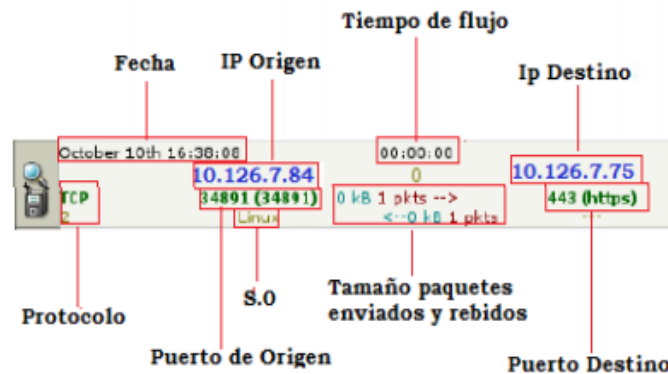 Tiempo de flujo
Fecha
IP Origen
Ip Destino
October 10th 16:38:08
00:00:00
10.126.7.84
0
10.126.7.75
TCP
34891 (34891)
0 kB 1 pkts -->
443 (https)
2
Linux
<--0 kB 1 pkts
---
S.O
Tamaño paquetes
enviados y rebidos
Protocolo
Puerto de Origen
Puerto Destino